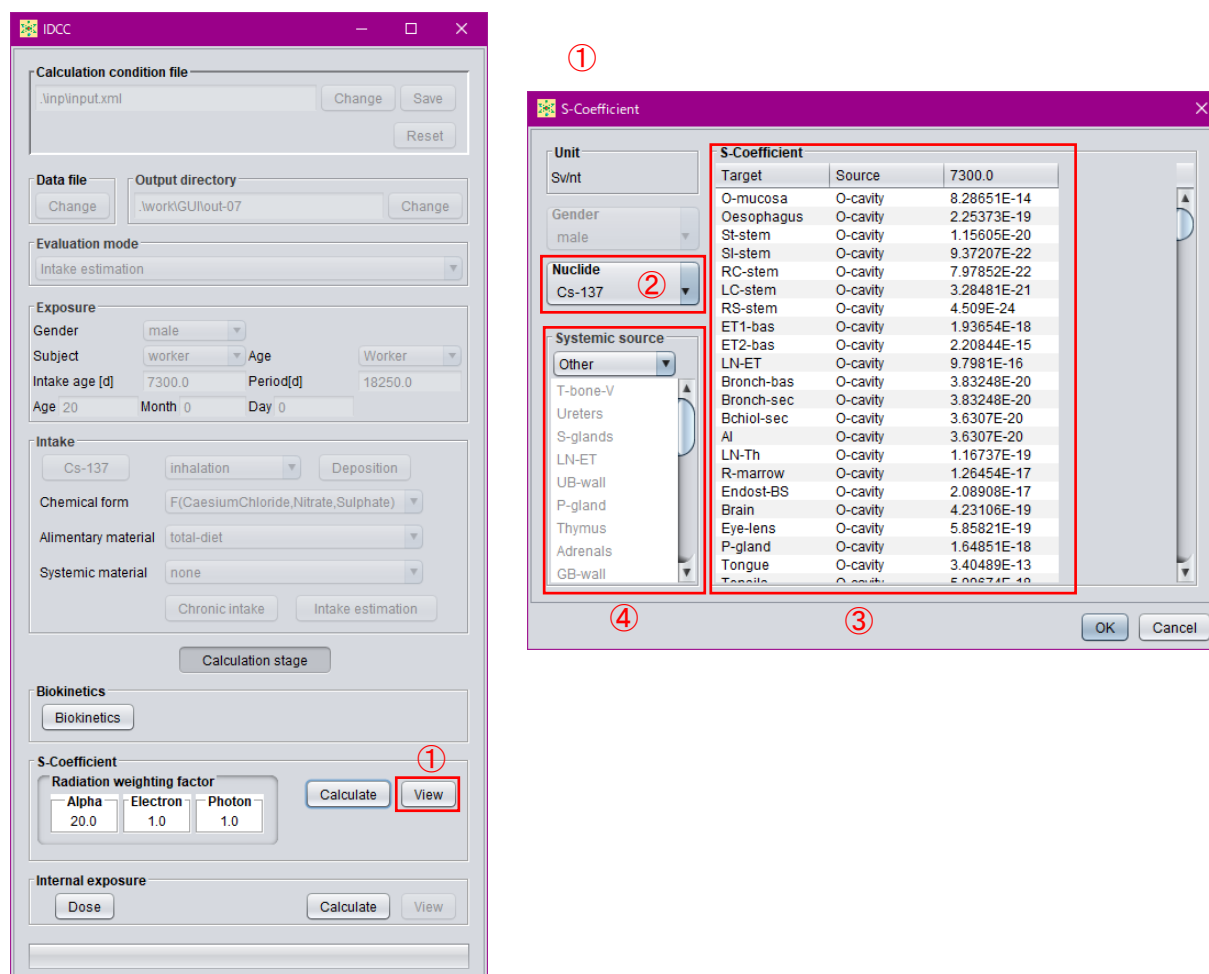 IDCC
Calculation condition file
.\inp\input.xml
Change
Save
Reset
Data file
Change
Output directory
.\work\GUI\out-07
Change
Evaluation mode
Intake estimation
Exposure
Gender male
Subject worker Age Worker
Intake age [d] 7300.0 Period[d] 18250.0
Age 20 Month 0 Day 0
Intake
Cs-137 inhalation Deposition
Chemical form F(CaesiumChloride,Nitrate,Sulphate)
Alimentary material total-diet
Systemic material none
Chronic intake Intake estimation
Calculation stage
Biokinetics
Biokinetics
S-Coefficient
①
Radiation weighting factor
Alpha Electron Photon
20.0 1.0 1.0
Calculate View
Internal exposure
Dose Calculate View
①
S-Coefficient
Unit
Sv/nt
Gender
male
Nuclide
Cs-137
②
Systemic source
Other
T-bone-V
Ureters
S-glands
LN-ET
UB-wall
P-gland
Thymus
Adrenals
GB-wall
④
S-Coefficient
Target Source 7300.0
O-mucosa O-cavity 8.28651E-14
Oesophagus O-cavity 2.25373E-19
St-stem O-cavity 1.15605E-20
SI-stem O-cavity 9.37207E-22
RC-stem O-cavity 7.97852E-22
LC-stem O-cavity 3.28481E-21
RS-stem O-cavity 4.509E-24
ET1-bas O-cavity 1.93654E-18
ET2-bas O-cavity 2.20844E-15
LN-ET O-cavity 9.7981E-16
Bronch-bas O-cavity 3.83248E-20
Bronch-sec O-cavity 3.83248E-20
Bchiol-sec O-cavity 3.6307E-20
AI O-cavity 3.6307E-20
LN-Th O-cavity 1.16737E-19
R-marrow O-cavity 1.26454E-17
Endost-BS O-cavity 2.08908E-17
Brain O-cavity 4.23106E-19
Eye-lens O-cavity 5.85821E-19
P-gland O-cavity 1.64851E-18
Tongue O-cavity 3.40489E-13
③
OK Cancel